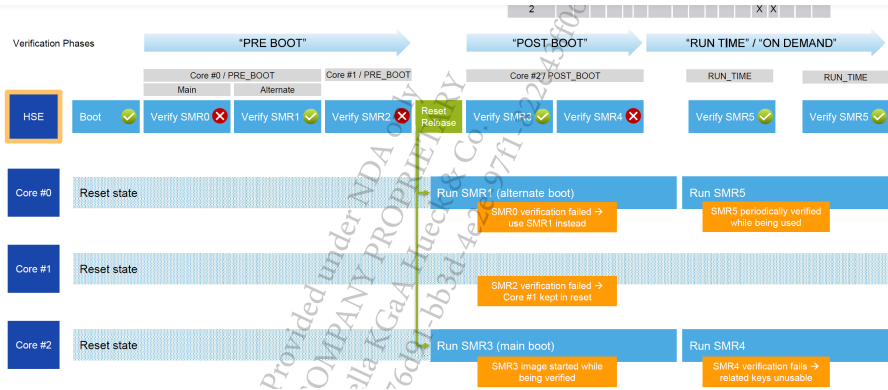 2 X X
Verification Phases
"PRE BOOT"
"POST BOOT"
"RUN TIME" / "ON DEMAND"
Core #0 / PRE_BOOT
Core #1 / PRE_BOOT
Core #2 / POST_BOOT
RUN_TIME
RUN_TIME
Main
Alternate
HSE
Boot
Verify SMR0
Verify SMR1
Verify SMR2
Reset
Release
Verify SMR3
Verify SMR4
Verify SMR5
Verify SMR5
Core #0
Reset state
Run SMR1 (alternate boot)
Run SMR5
SMR0 verification failed →
use SMR1 instead
SMR5 periodically verified
while being used
Core #1
Reset state
SMR2 verification failed →
Core #1 kept in reset
Core #2
Reset state
Run SMR3 (main boot)
Run SMR4
SMR3 image started while
being verified
SMR4 verification fails →
related keys unusable
Provided under NDA only
COMPANY PROPRIETARY
ella KGaA Hueck & Co.